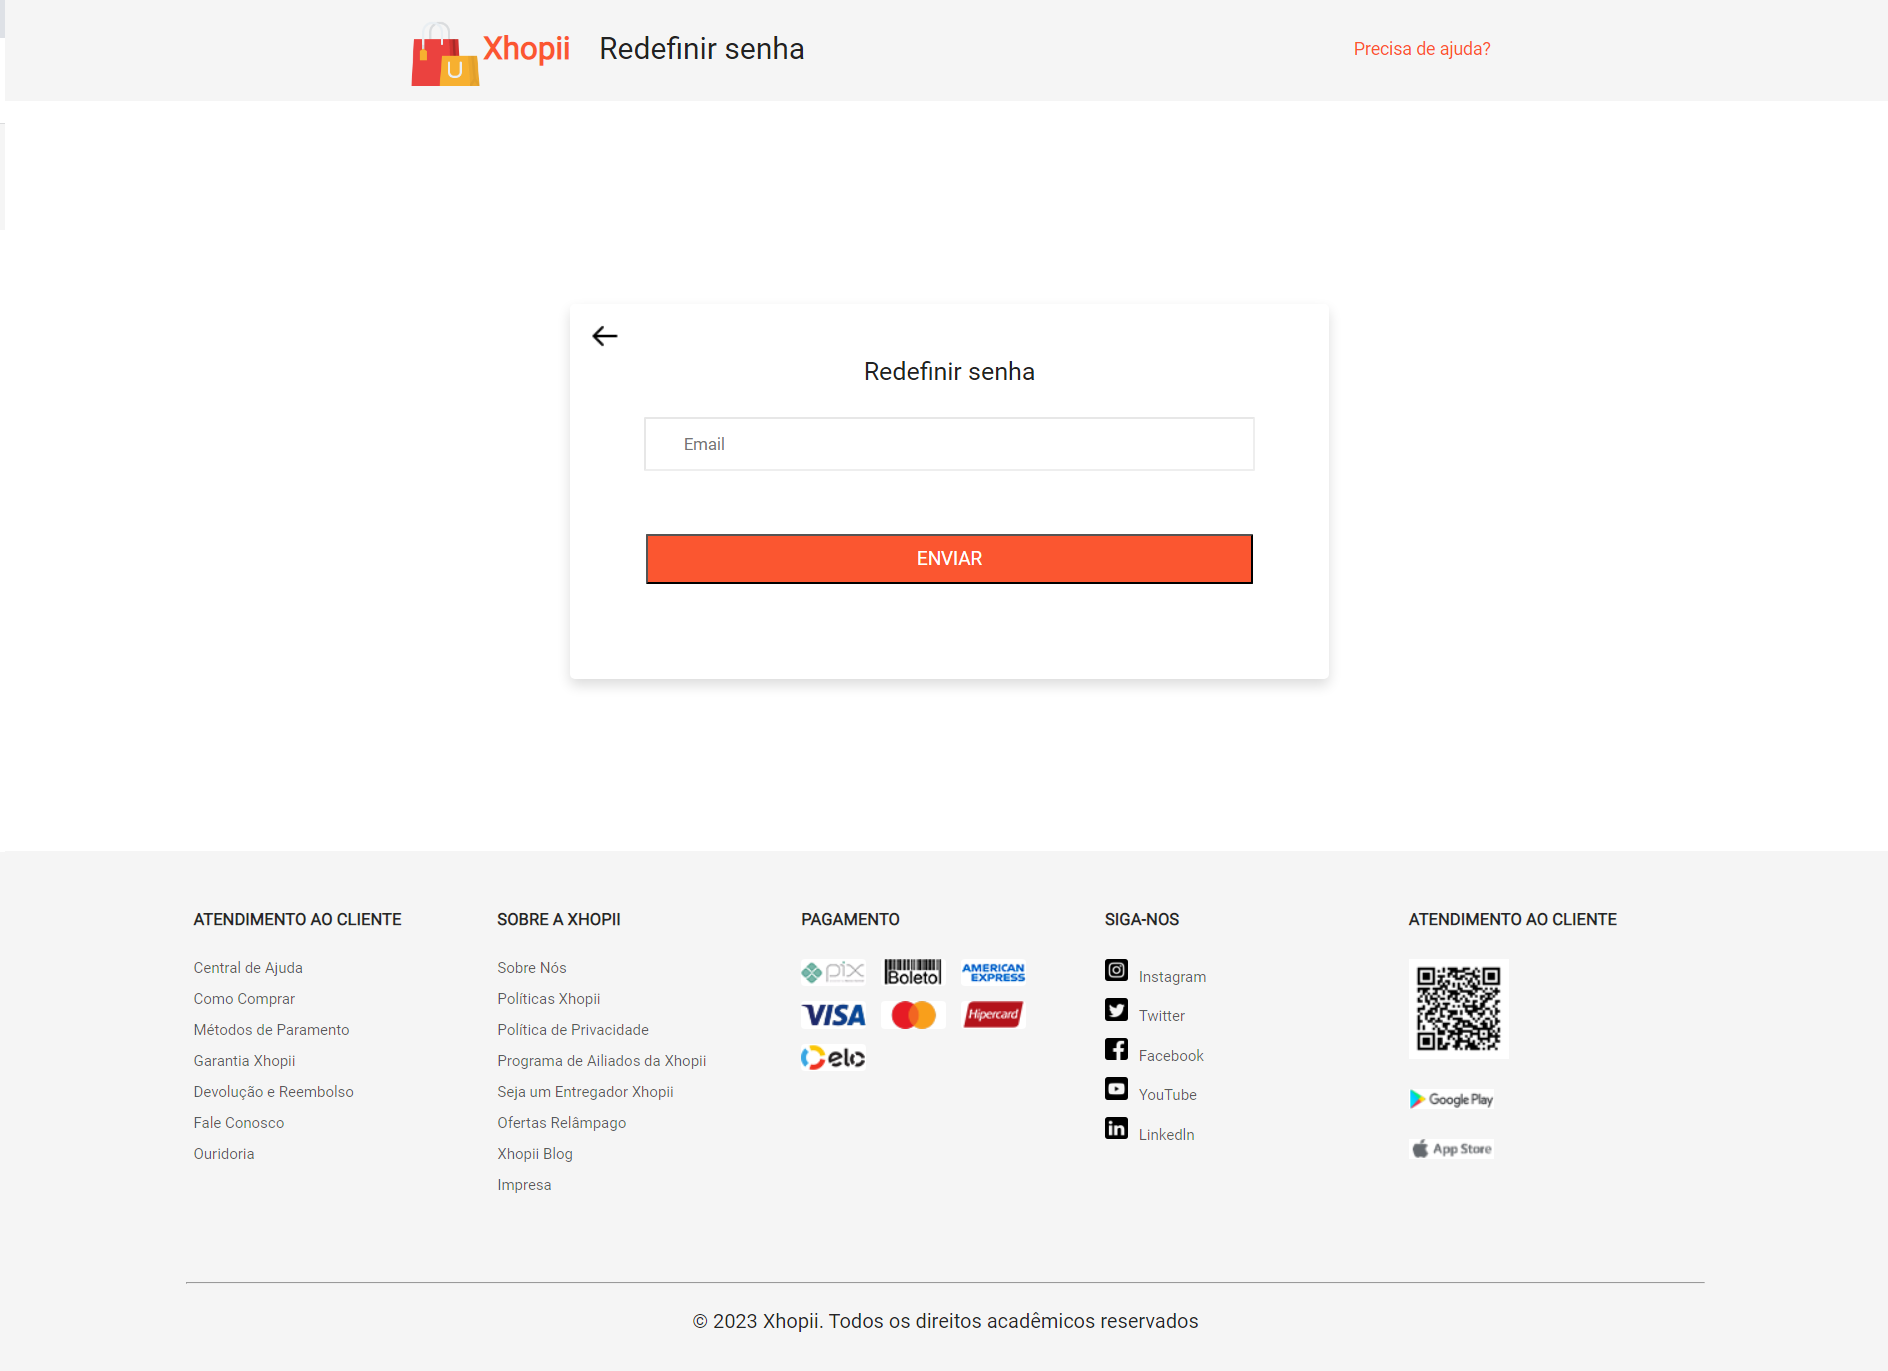 Xhopii Redefinir senha Precisa de ajuda?
Redefinir senha
Email
ENVIAR
ATENDIMENTO AO CLIENTE
Central de Ajuda
Como Comprar
Métodos de Paramento
Garantia Xhopii
Devolução e Reembolso
Fale Conosco
Ouridoria
SOBRE A XHOPII
Sobre Nós
Políticas Xhopii
Política de Privacidade
Programa de Ailiados da Xhopii
Seja um Entregador Xhopii
Ofertas Relâmpago
Xhopii Blog
Impresa
PAGAMENTO
pix Boleto AMERICAN EXPRESS
VISA Hipercard
elo
SIGA-NOS
Instagram
Twitter
Facebook
YouTube
LinkedIn
ATENDIMENTO AO CLIENTE
Google Play
App Store
© 2023 Xhopii. Todos os direitos acadêmicos reservados